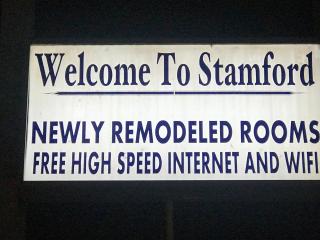 Welcome To Stamford
NEWLY REMODELED ROOMS
FREE HIGH SPEED INTERNET AND WIFI